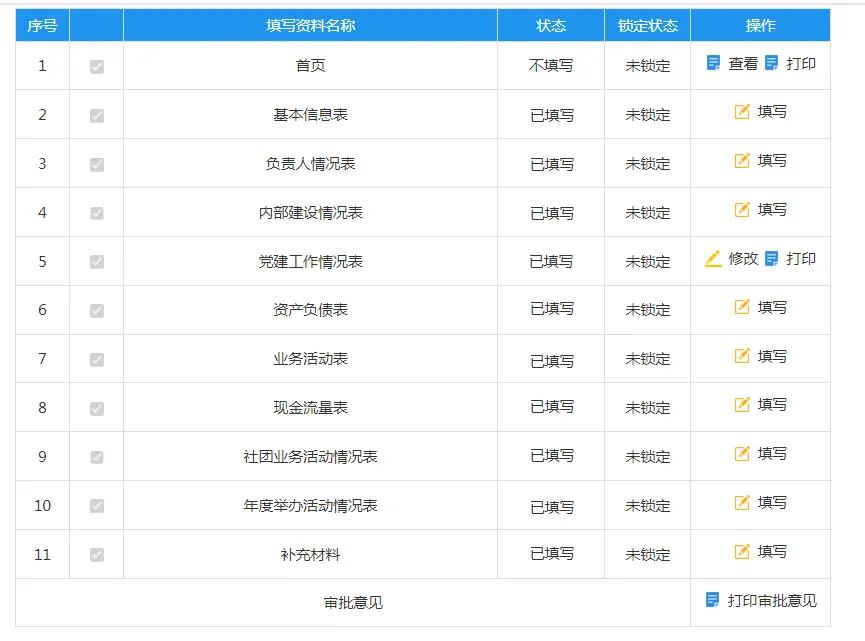 序号 填写资料名称 状态 锁定状态 操作
1 首页 不填写 未锁定 查看 打印
2 基本信息表 已填写 未锁定 填写
3 负责人情况表 已填写 未锁定 填写
4 内部建设情况表 已填写 未锁定 填写
5 党建工作情况表 已填写 未锁定 修改 打印
6 资产负债表 已填写 未锁定 填写
7 业务活动表 已填写 未锁定 填写
8 现金流量表 已填写 未锁定 填写
9 社团业务活动情况表 已填写 未锁定 填写
10 年度举办活动情况表 已填写 未锁定 填写
11 补充材料 已填写 未锁定 填写
审批意见 打印审批意见